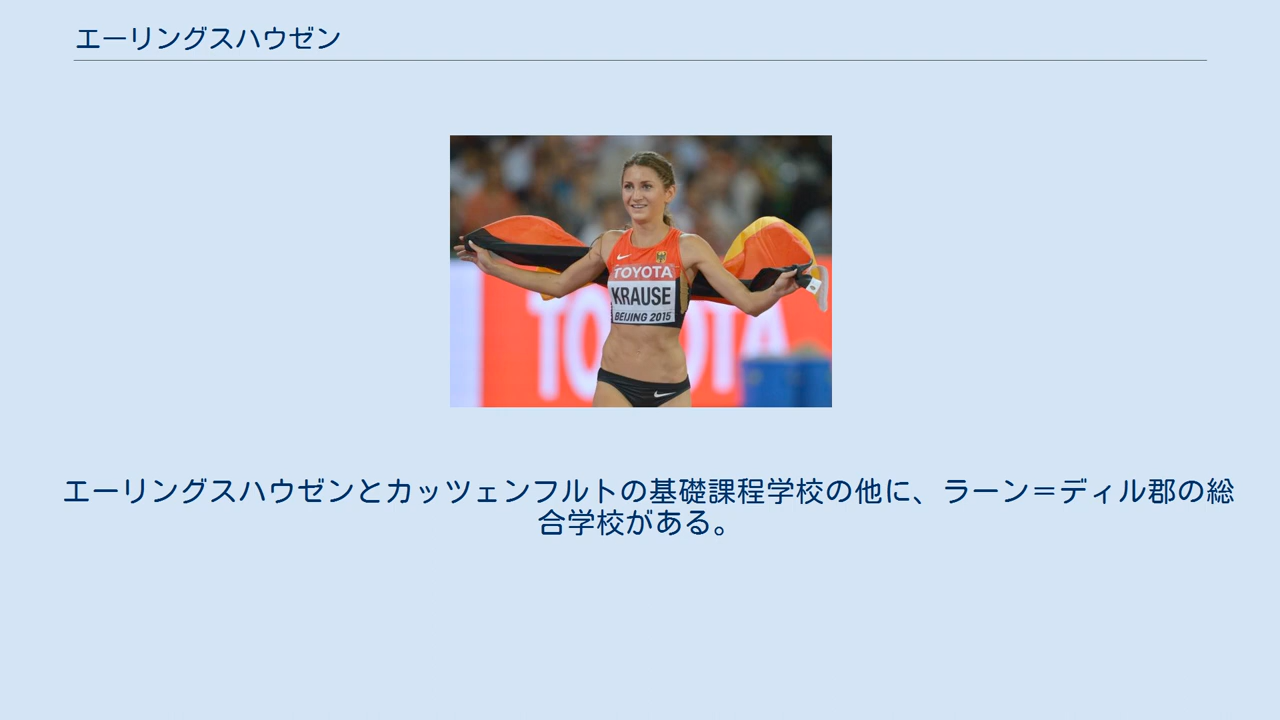 エーリングスハウゼン
TOYOTA
KRAUSE
BEIJING 2015
TO
OTA
エーリングスハウゼンとカッツェンフルトの基礎課程学校の他に、ラーン＝ディル郡の総
合学校がある。